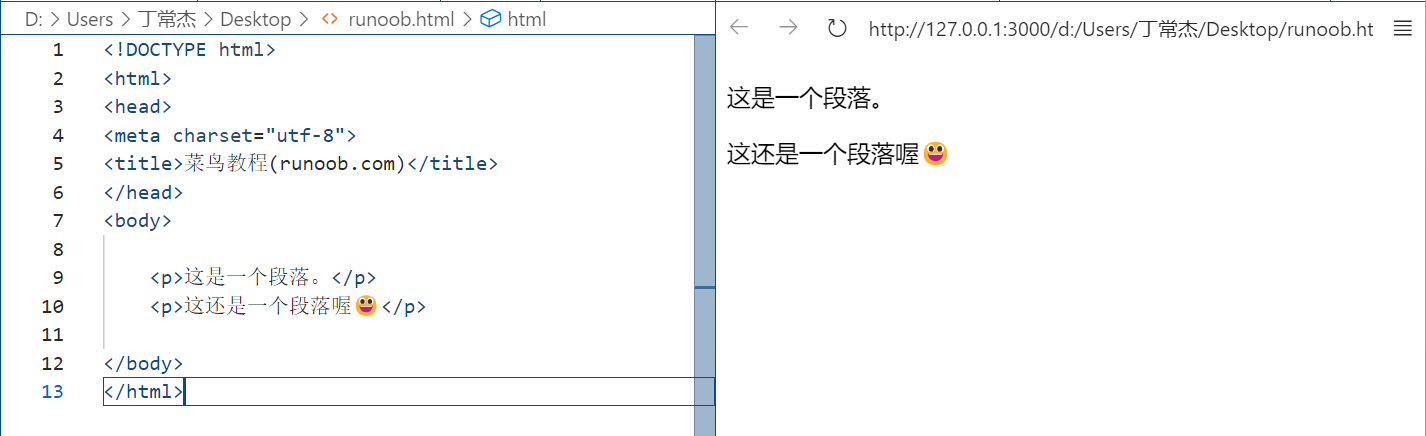 D: > Users > 丁常杰 > Desktop > <> runoob.html > html
1 <!DOCTYPE html>
2 <html>
3 <head>
4 <meta charset="utf-8">
5 <title>菜鸟教程(runoob.com)</title>
6 </head>
7 <body>
8
9 <p>这是一个段落。</p>
10 <p>这还是一个段落喔😃</p>
11
12 </body>
13 </html>
http://127.0.0.1:3000/d:/Users/丁常杰/Desktop/runoob.ht
这是一个段落。
这还是一个段落喔😃